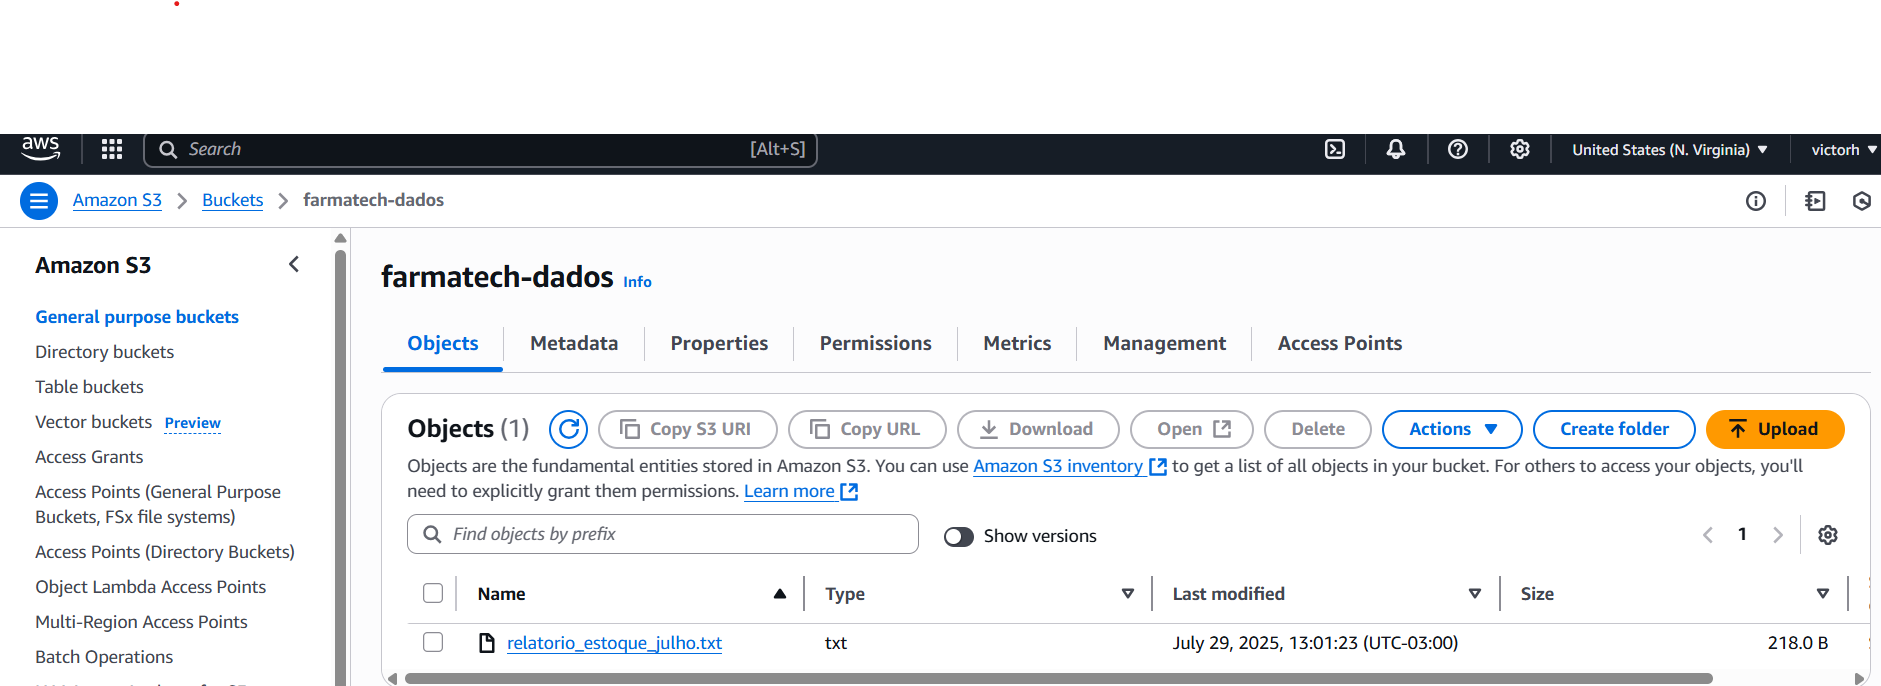 aws Search [Alt+S] United States (N. Virginia) victorh
Amazon S3 Buckets farmatech-dados
Amazon S3
General purpose buckets
Directory buckets
Table buckets
Vector buckets Preview
Access Grants
Access Points (General Purpose
Buckets, FSx file systems)
Access Points (Directory Buckets)
Object Lambda Access Points
Multi-Region Access Points
Batch Operations
farmatech-dados Info
Objects Metadata Properties Permissions Metrics Management Access Points
Objects (1) Copy S3 URI Copy URL Download Open Delete Actions Create folder Upload
Objects are the fundamental entities stored in Amazon S3. You can use Amazon S3 inventory to get a list of all objects in your bucket. For others to access your objects, you'll
need to explicitly grant them permissions. Learn more
Find objects by prefix Show versions 1
Name Type Last modified Size
relatorio_estoque_julho.txt txt July 29, 2025, 13:01:23 (UTC-03:00) 218.0 B